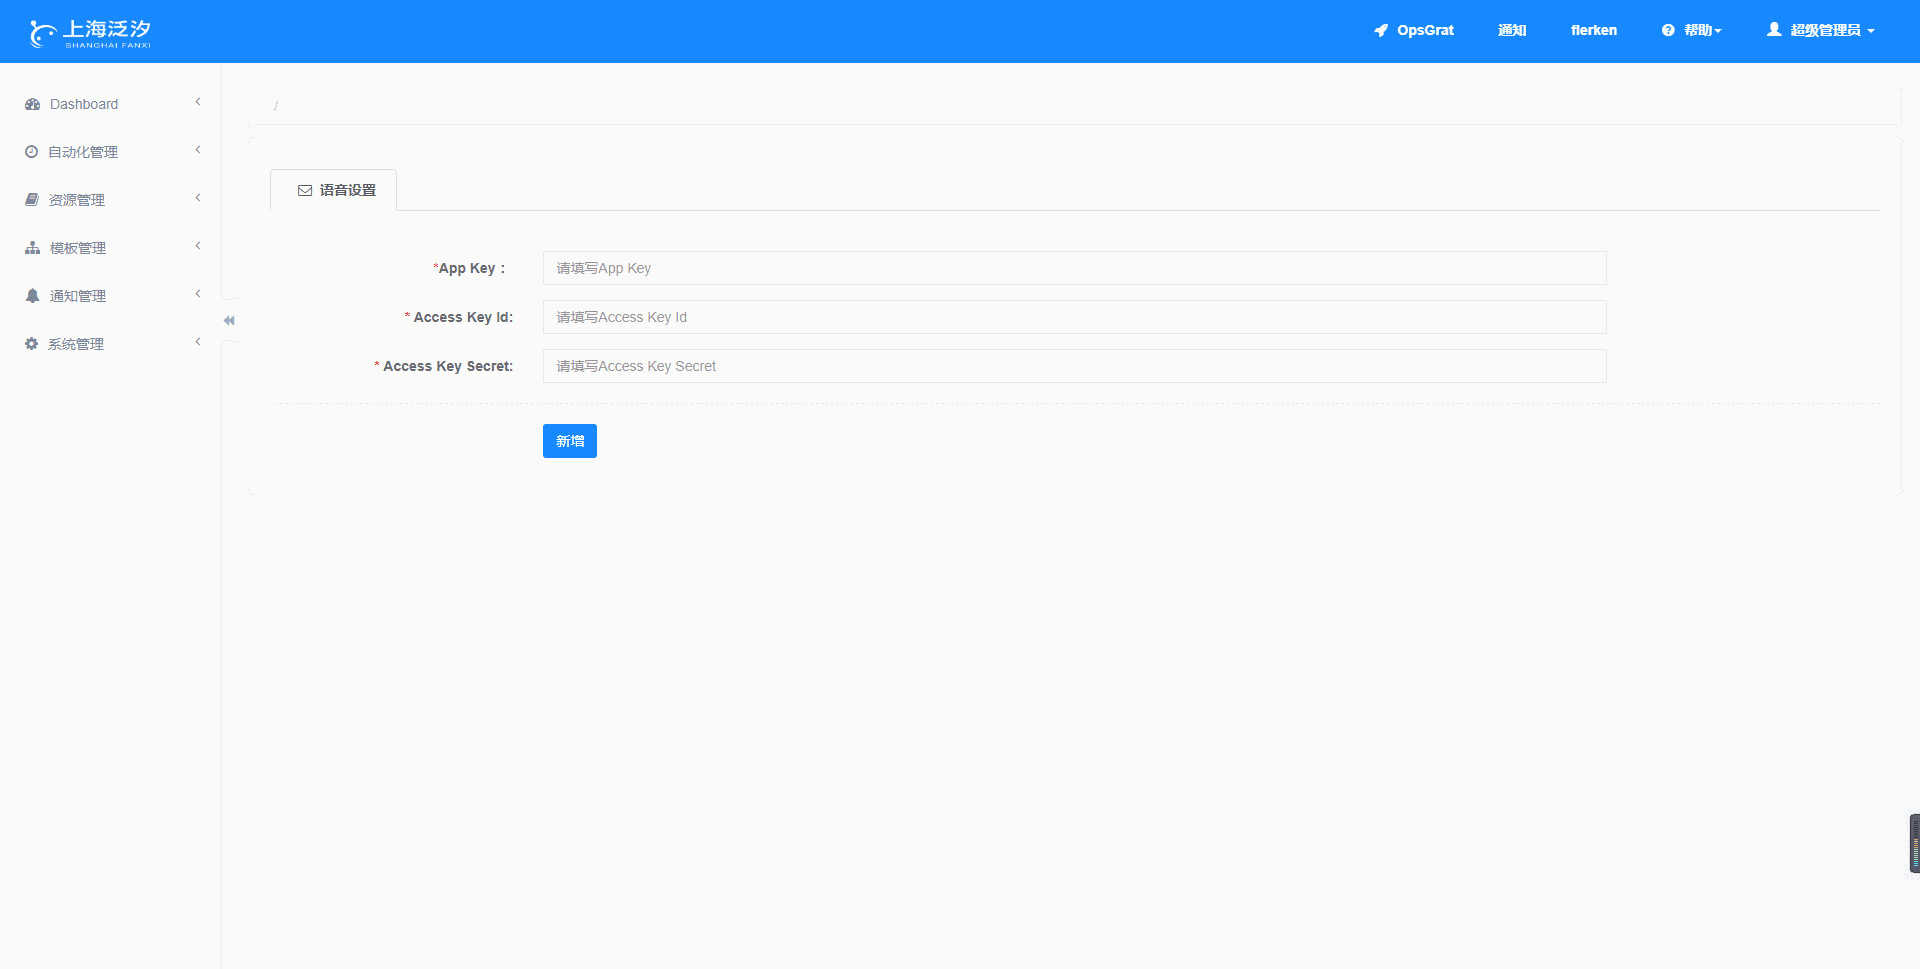 上海泛汐
SHANGHAI FANXI
OpsGrat
通知
flerken
帮助
超级管理员
Dashboard
自动化管理
资源管理
模板管理
通知管理
系统管理
/
语音设置
*App Key：
请填写App Key
* Access Key Id:
请填写Access Key Id
* Access Key Secret:
请填写Access Key Secret
新增